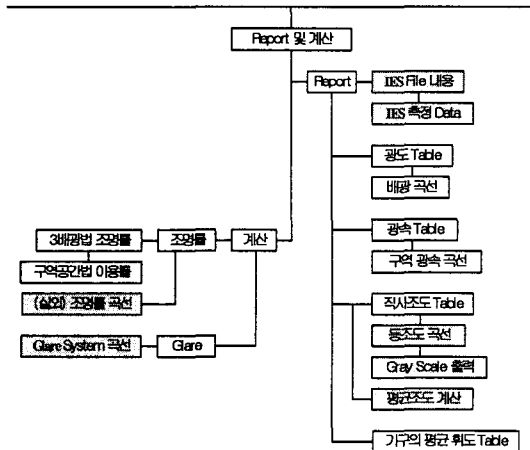 Report 및 계산
Report
IES File 내용
IES 측정 Data
광도 Table
배광 곡선
3배광법 조명률
조명률
계산
광속 Table
구역공간법 이용률
구역 광속 곡선
(실외) 조명률 곡선
직사조도 Table
등조도 곡선
Glare System 곡선
Glare
Gray Scale 출력
평균조도 계산
기구의 평균 휘도 Table